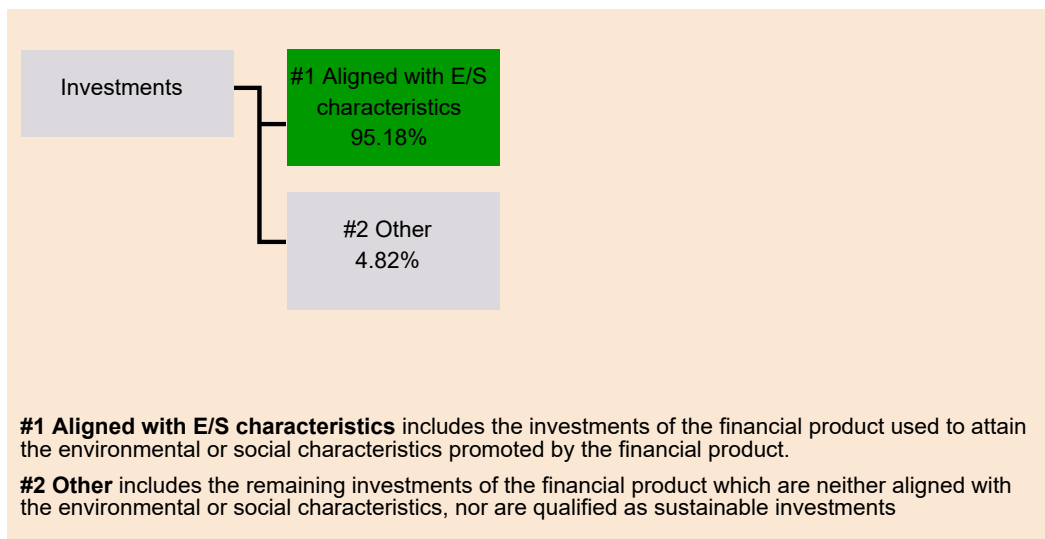 Investments
#1 Aligned with E/S
characteristics
95.18%
#2 Other
4.82%
#1 Aligned with E/S characteristics includes the investments of the financial product used to attain
the environmental or social characteristics promoted by the financial product.
#2 Other includes the remaining investments of the financial product which are neither aligned with
the environmental or social characteristics, nor are qualified as sustainable investments